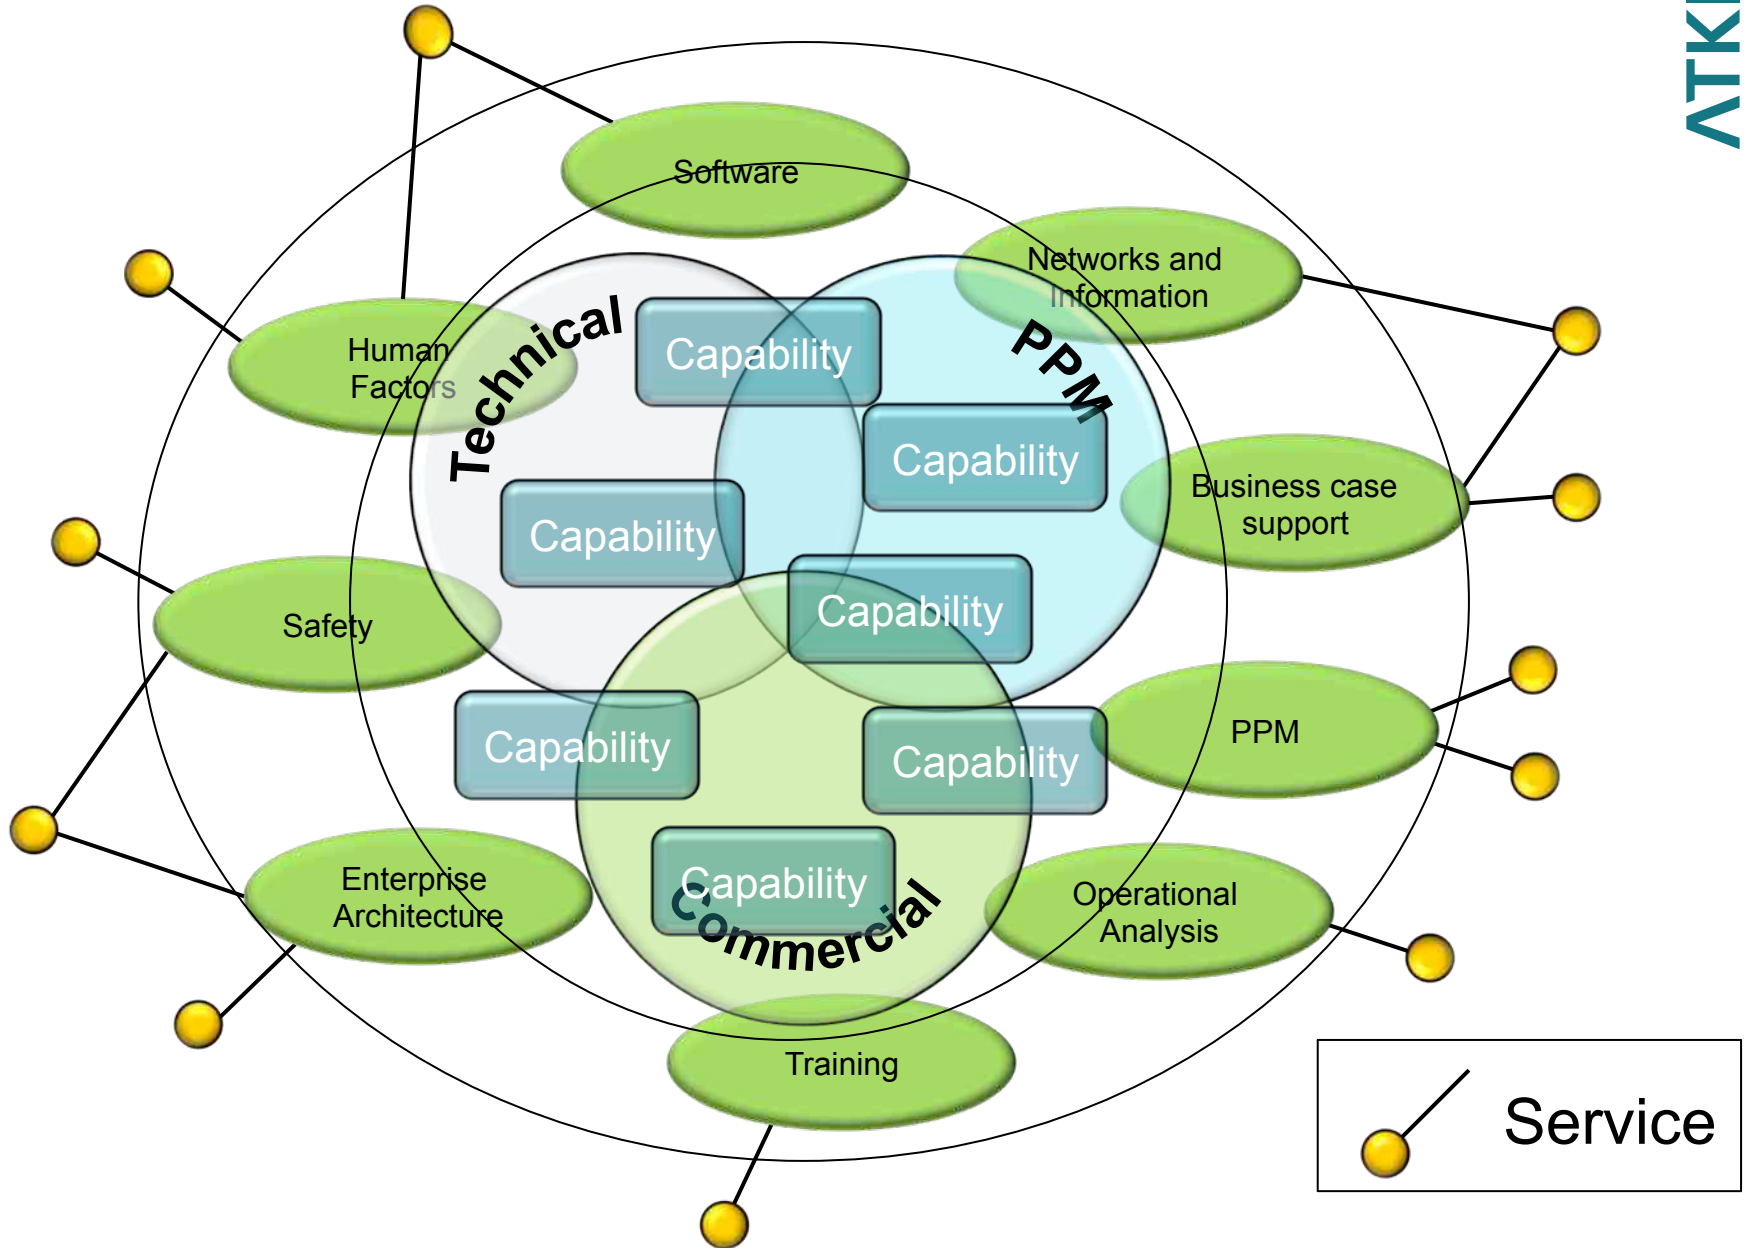 Software
Networks and
Information
Human
Factors
Technical
PPM
Capability
Capability
Business case
support
Capability
Capability
Safety
Capability
Capability
PPM
Capability
Commercial
Enterprise
Architecture
Operational
Analysis
Training
Service